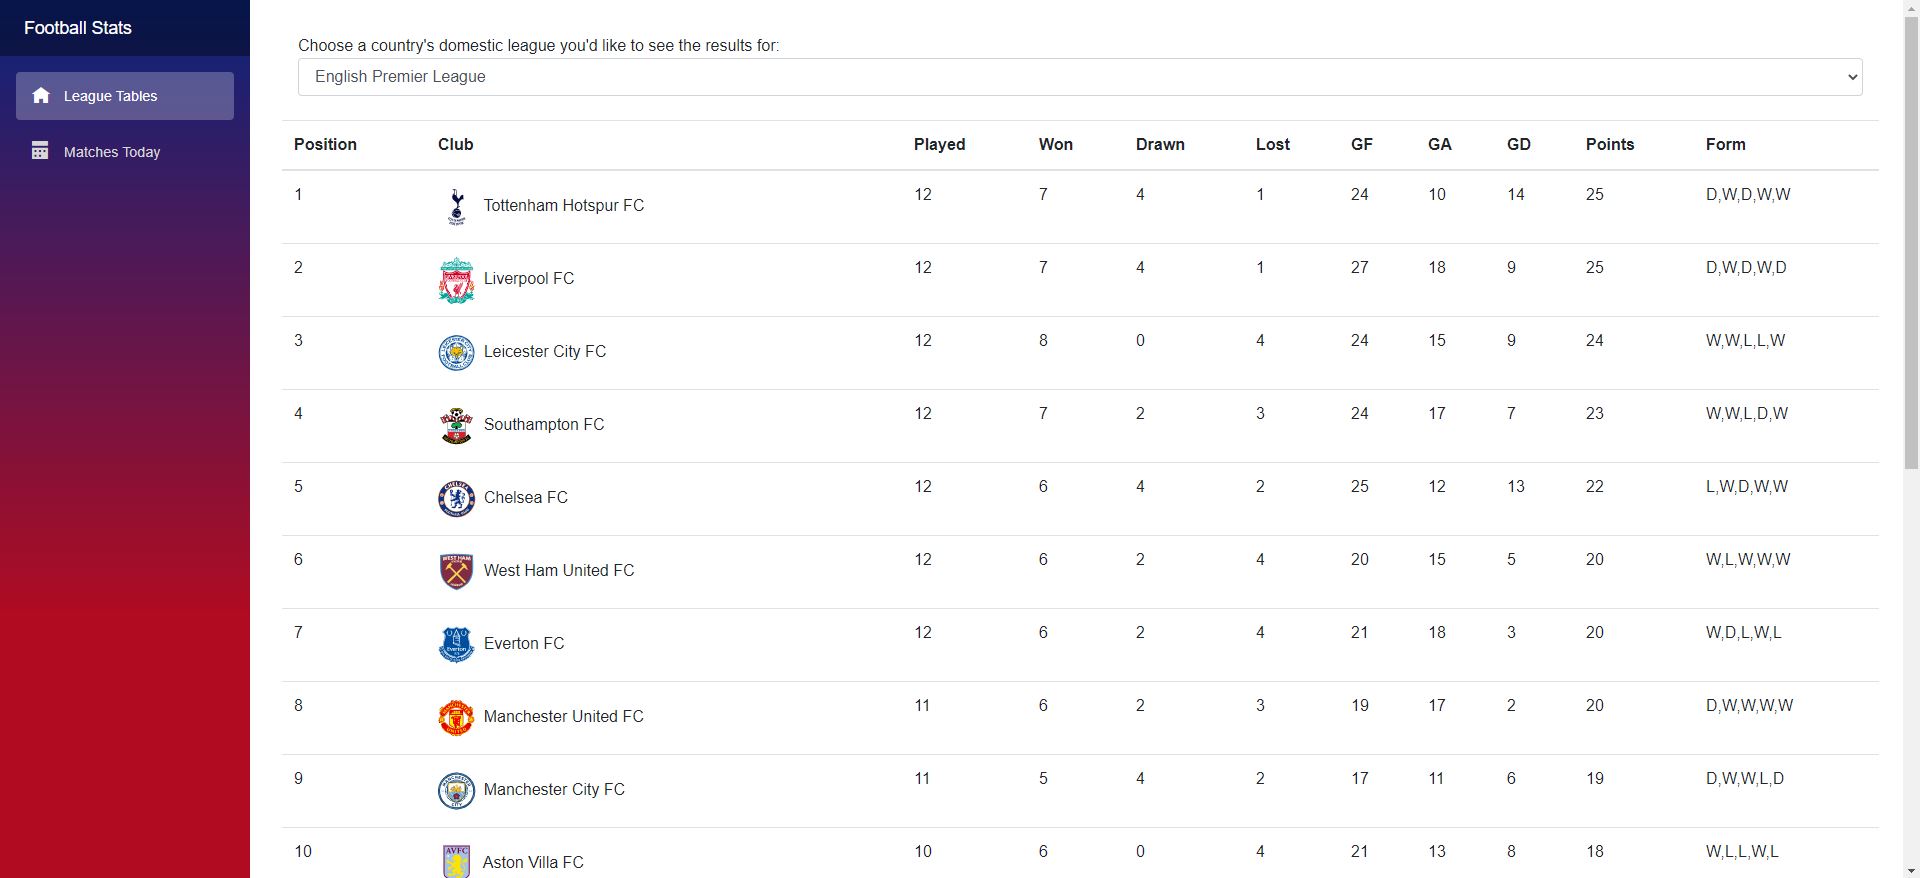 Football Stats
League Tables
Matches Today
Choose a country's domestic league you'd like to see the results for:
English Premier League
Position Club Played Won Drawn Lost GF GA GD Points Form
1 Tottenham Hotspur FC 12 7 4 1 24 10 14 25 D,W,D,W,W
2 Liverpool FC 12 7 4 1 27 18 9 25 D,W,D,W,D
3 Leicester City FC 12 8 0 4 24 15 9 24 W,W,L,L,W
4 Southampton FC 12 7 2 3 24 17 7 23 W,W,L,D,W
5 Chelsea FC 12 6 4 2 25 12 13 22 L,W,D,W,W
6 West Ham United FC 12 6 2 4 20 15 5 20 W,L,W,W,W
7 Everton FC 12 6 2 4 21 18 3 20 W,D,L,W,L
8 Manchester United FC 11 6 2 3 19 17 2 20 D,W,W,W,W
9 Manchester City FC 11 5 4 2 17 11 6 19 D,W,W,L,D
10 AVFC Aston Villa FC 10 6 0 4 21 13 8 18 W,L,L,W,L